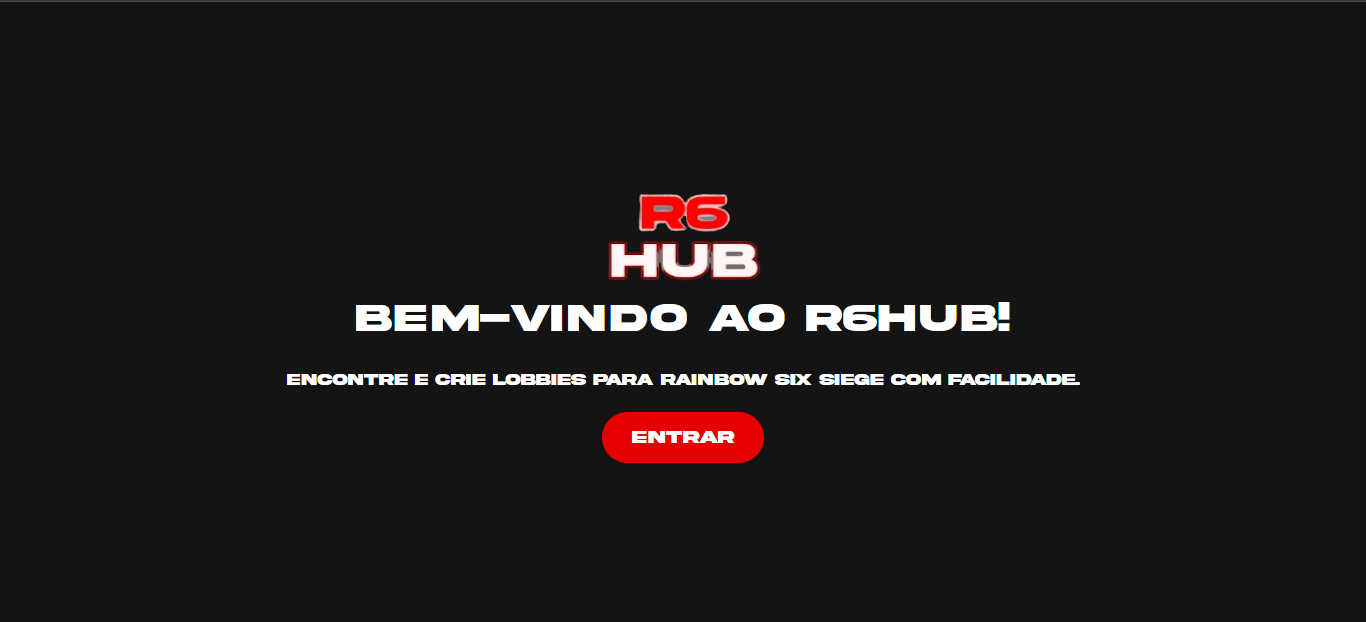 R6
HUB
BEM-VINDO AO R6HUB!
ENCONTRE E CRIE LOBBIES PARA RAINBOW SIX SIEGE COM FACILIDADE.
ENTRAR